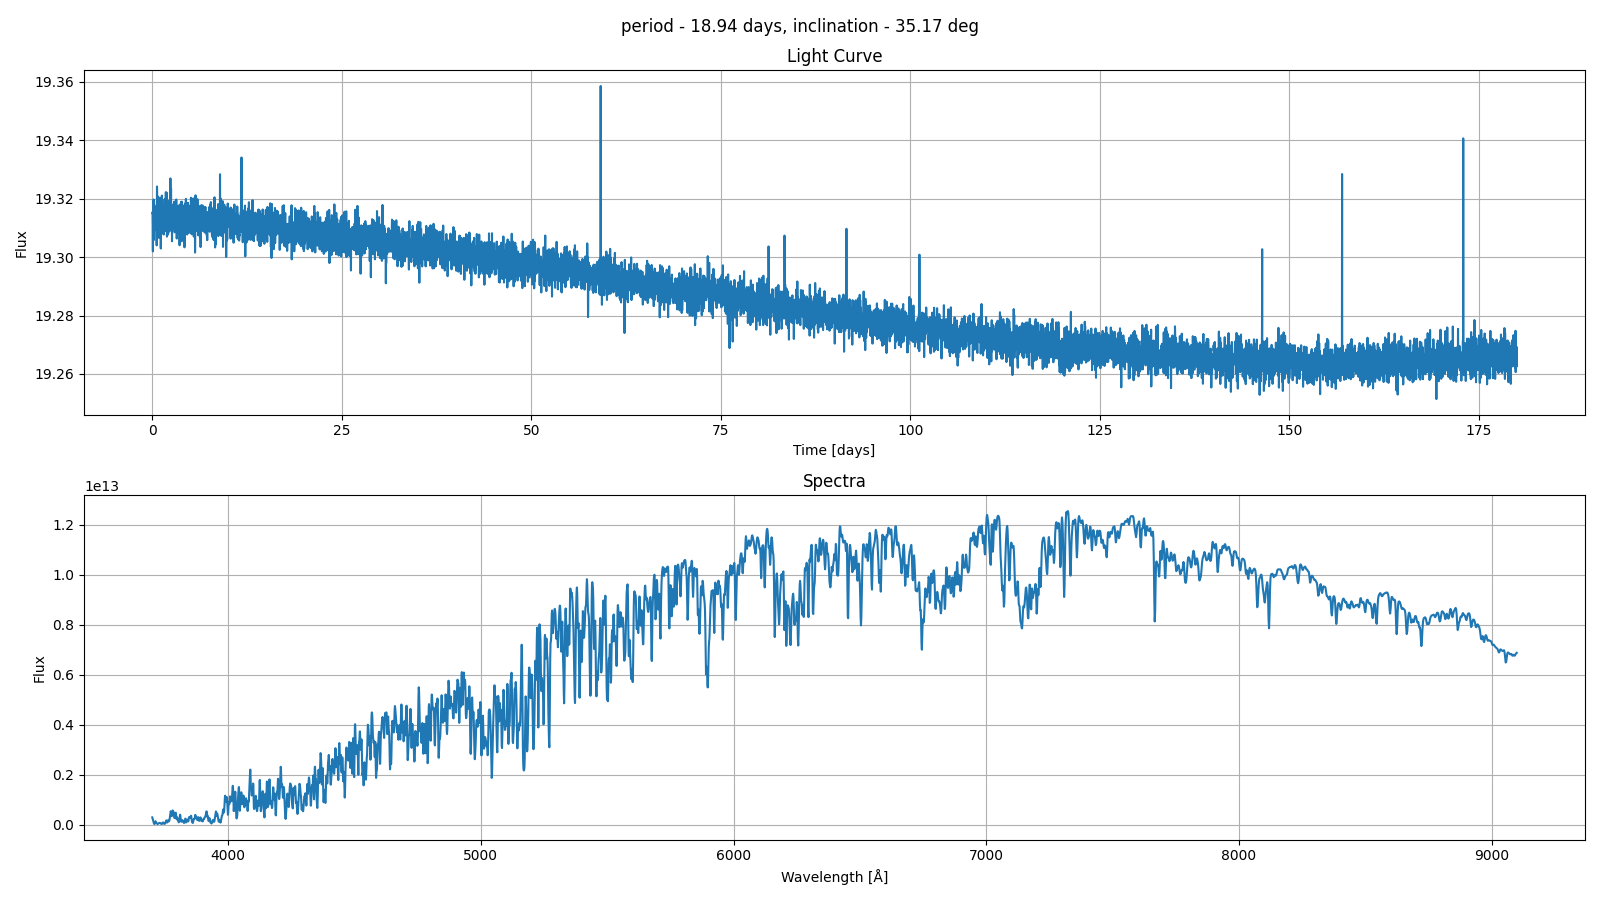 period - 18.94 days, inclination - 35.17 deg
Light Curve
Flux
19.36
19.34
19.32
19.30
19.28
19.26
0 25 50 75 100 125 150 175
Time [days]
Spectra
1e13
Flux
1.2
1.0
0.8
0.6
0.4
0.2
0.0
4000 5000 6000 7000 8000 9000
Wavelength [Å]